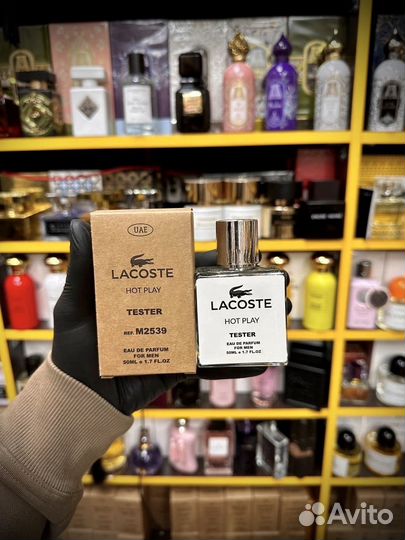 UAE
LACOSTE
HOT PLAY
TESTER
REF. M2539
EAU DE PARFUM
FOR MEN
50ML ℮ 1.7 FL.OZ
LACOSTE
HOT PLAY
TESTER
EAU DE PARFUM
FOR MEN
50ML ℮ 1.7 FL.OZ
Avito